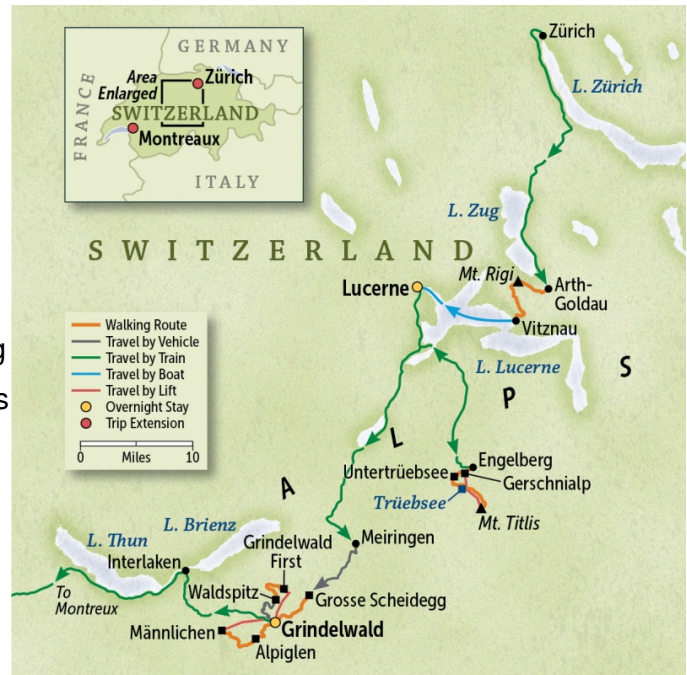 GERMANY
FRANCE
Area
Enlarged
Zürich
SWITZERLAND
Montreaux
ITALY
Zürich
L. Zürich
L. Zug
SWITZERLAND
Mt. Rigi
Arth-
Goldau
Lucerne
Vitznau
L. Lucerne
Walking Route
Travel by Vehicle
Travel by Train
Travel by Boat
Travel by Lift
Overnight Stay
Trip Extension
0 Miles 10
g
s
A L P S
Engelberg
Untertrüebsee
Gerschnialp
Trüebsee
Mt. Titlis
L. Thun
L. Brienz
Interlaken
Grindelwald
First
Meiringen
To
Montreux
Waldspitz
Grosse Scheidegg
Männlichen
Grindelwald
Alpiglen